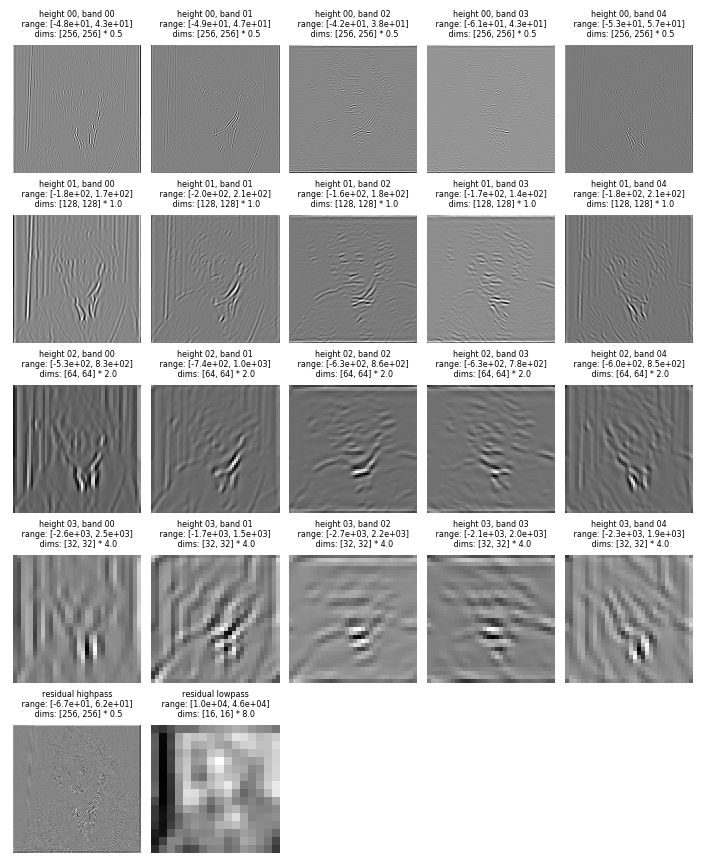 height 00, band 00
range: [-4.8e+01, 4.3e+01]
dims: [256, 256] * 0.5
height 00, band 01
range: [-4.9e+01, 4.7e+01]
dims: [256, 256] * 0.5
height 00, band 02
range: [-4.2e+01, 3.8e+01]
dims: [256, 256] * 0.5
height 00, band 03
range: [-6.1e+01, 4.3e+01]
dims: [256, 256] * 0.5
height 00, band 04
range: [-5.3e+01, 5.7e+01]
dims: [256, 256] * 0.5
height 01, band 00
range: [-1.8e+02, 1.7e+02]
dims: [128, 128] * 1.0
height 01, band 01
range: [-2.0e+02, 2.1e+02]
dims: [128, 128] * 1.0
height 01, band 02
range: [-1.6e+02, 1.8e+02]
dims: [128, 128] * 1.0
height 01, band 03
range: [-1.7e+02, 1.4e+02]
dims: [128, 128] * 1.0
height 01, band 04
range: [-1.8e+02, 2.1e+02]
dims: [128, 128] * 1.0
height 02, band 00
range: [-5.3e+02, 8.3e+02]
dims: [64, 64] * 2.0
height 02, band 01
range: [-7.4e+02, 1.0e+03]
dims: [64, 64] * 2.0
height 02, band 02
range: [-6.3e+02, 8.6e+02]
dims: [64, 64] * 2.0
height 02, band 03
range: [-6.3e+02, 7.8e+02]
dims: [64, 64] * 2.0
height 02, band 04
range: [-6.0e+02, 8.5e+02]
dims: [64, 64] * 2.0
height 03, band 00
range: [-2.6e+03, 2.5e+03]
dims: [32, 32] * 4.0
height 03, band 01
range: [-1.7e+03, 1.5e+03]
dims: [32, 32] * 4.0
height 03, band 02
range: [-2.7e+03, 2.2e+03]
dims: [32, 32] * 4.0
height 03, band 03
range: [-2.1e+03, 2.0e+03]
dims: [32, 32] * 4.0
height 03, band 04
range: [-2.3e+03, 1.9e+03]
dims: [32, 32] * 4.0
residual highpass
range: [-6.7e+01, 6.2e+01]
dims: [256, 256] * 0.5
residual lowpass
range: [1.0e+04, 4.6e+04]
dims: [16, 16] * 8.0